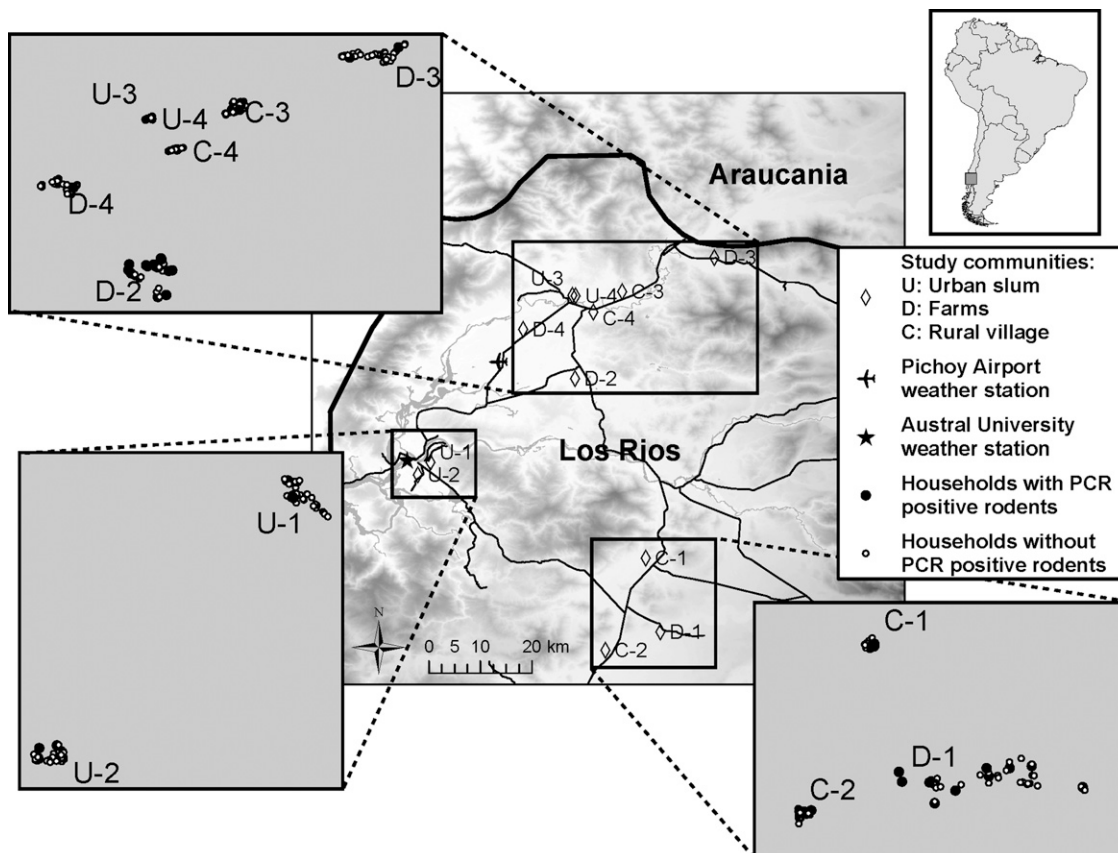 D-3
U-3
U-4
C-3
C-4
D-4
D-2
Araucania
D-3
U-3
U-4
C-3
C-4
D-4
D-2
Los Rios
U-1
U-2
C-1
D-1
C-2
N
0 5 10 20 km
Study communities:
U: Urban slum
D: Farms
C: Rural village
Pichoy Airport
weather station
Austral University
weather station
Households with PCR
positive rodents
Households without
PCR positive rodents
U-1
U-2
C-1
D-1
C-2